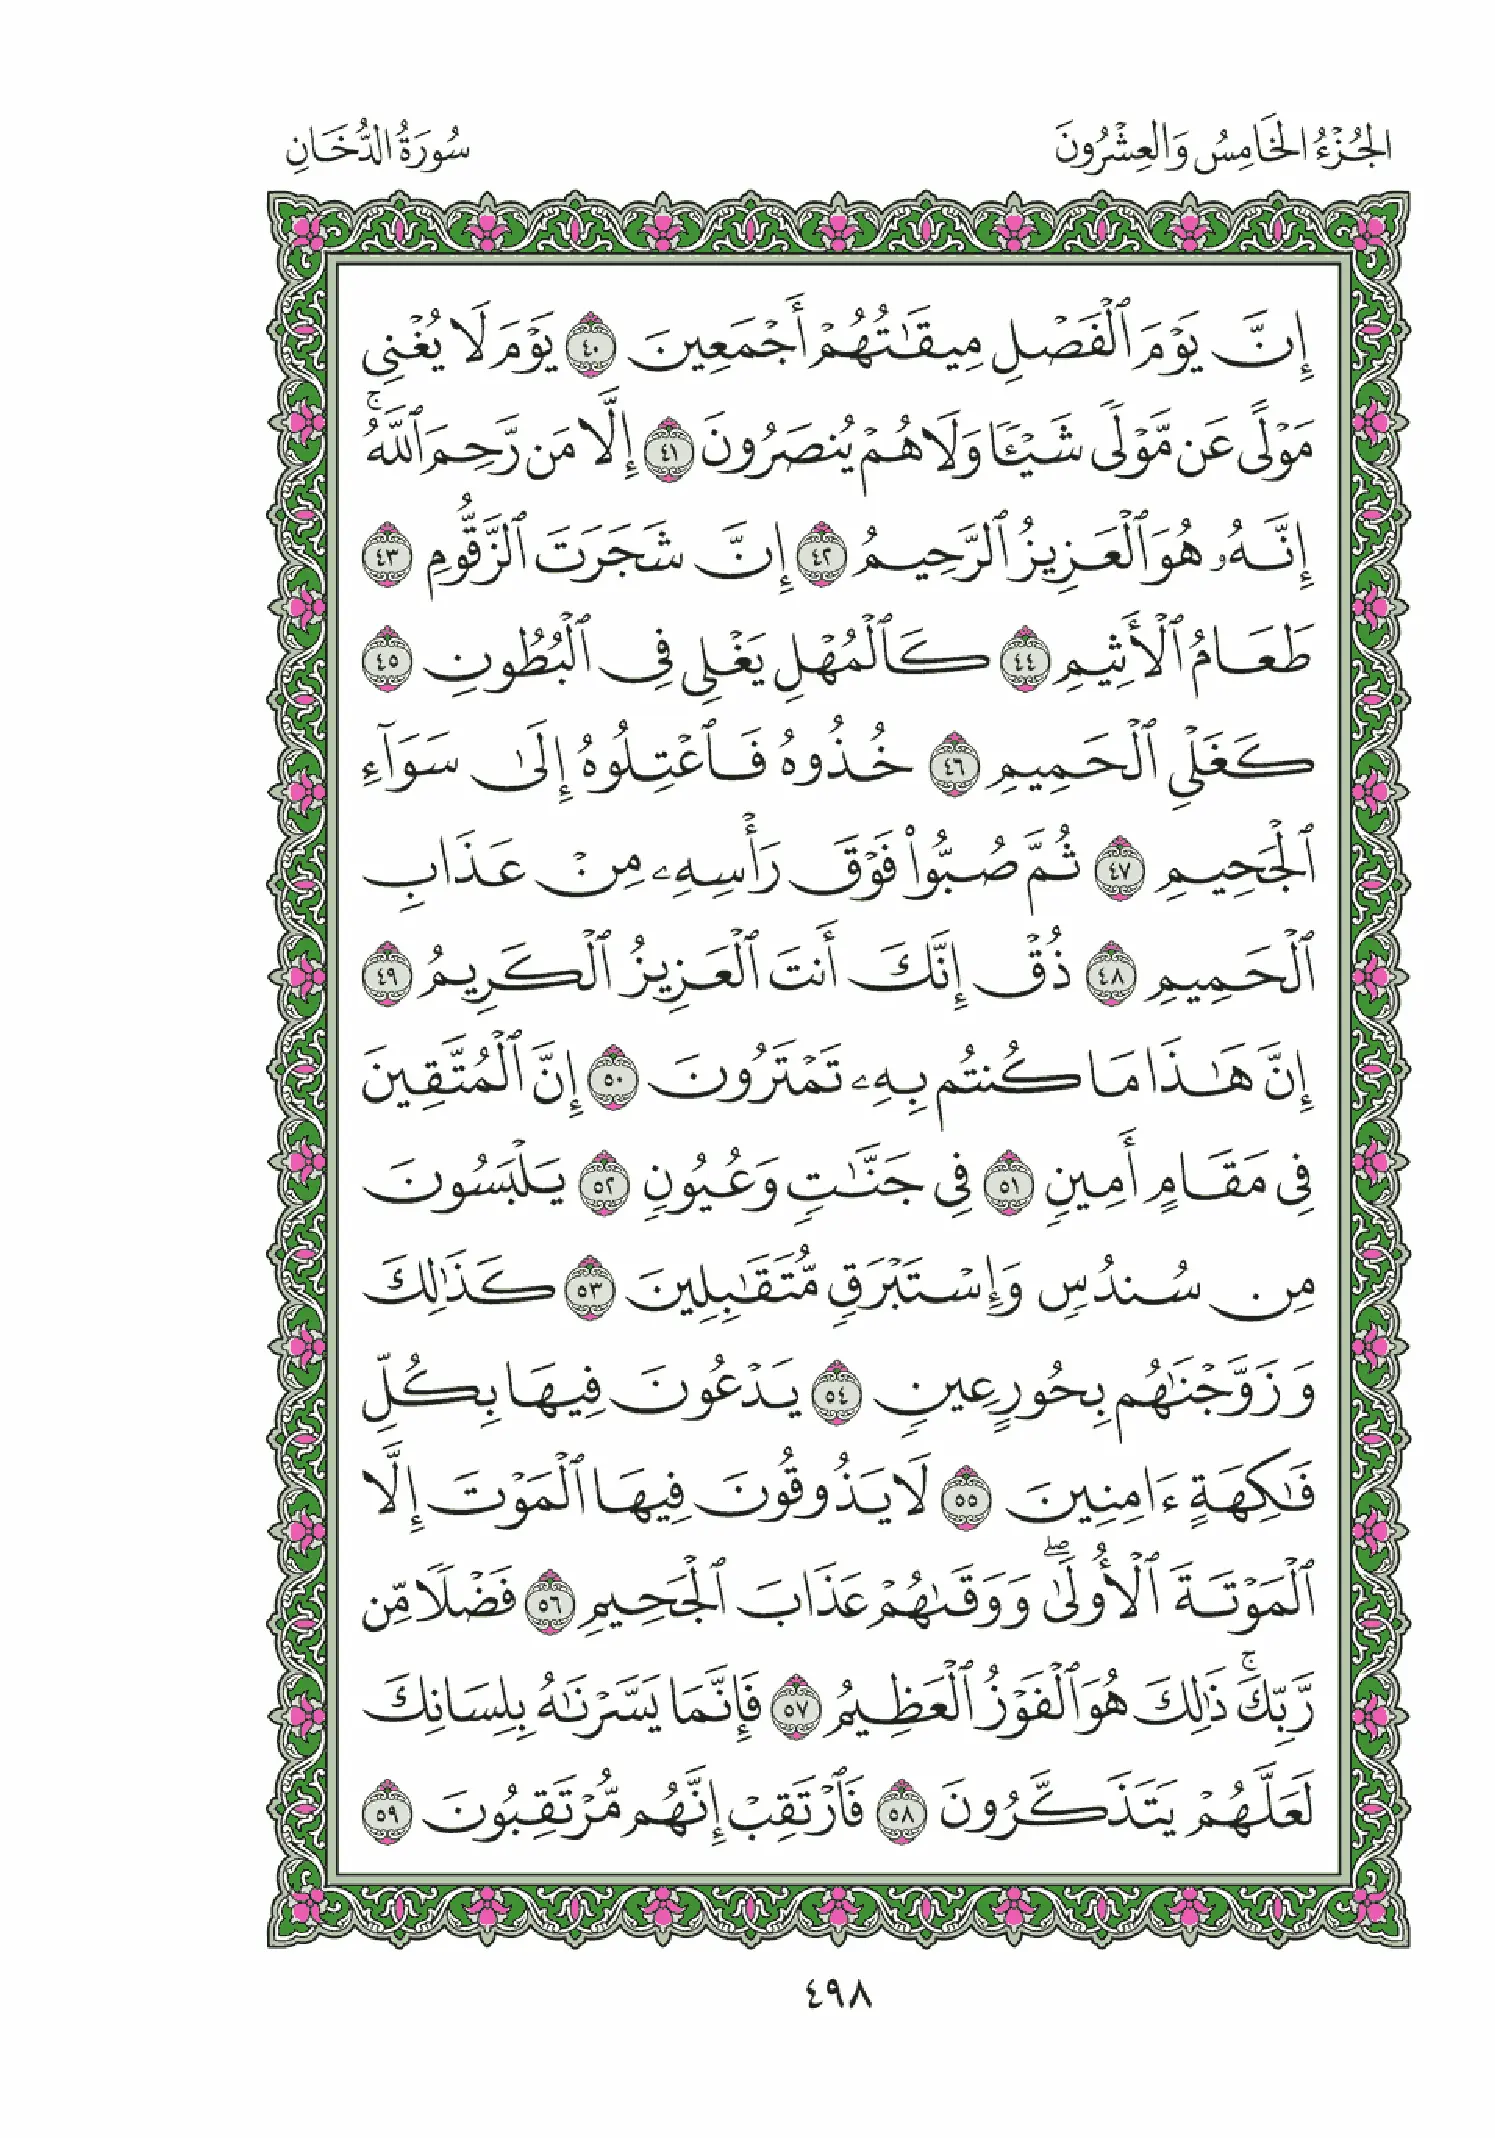 الجُزْءُ الخَامِسُ وَالعِشْرُونَ
سُورَةُ الدُّخَانِ
إِنَّ يَوْمَ ٱلْفَصْلِ مِيقَٰتُهُمْ أَجْمَعِينَ ٤٠ يَوْمَ لَا يُغْنِى
مَوْلًى عَن مَّوْلًى شَيْـًٔا وَلَا هُمْ يُنصَرُونَ ٤١ إِلَّا مَن رَّحِمَ ٱللَّهُ ۚ
إِنَّهُۥ هُوَ ٱلْعَزِيزُ ٱلرَّحِيمُ ٤٢ إِنَّ شَجَرَتَ ٱلزَّقُّومِ ٤٣
طَعَامُ ٱلْأَثِيمِ ٤٤ كَٱلْمُهْلِ يَغْلِى فِى ٱلْبُطُونِ ٤٥
كَغَلْىِ ٱلْحَمِيمِ ٤٦ خُذُوهُ فَٱعْتِلُوهُ إِلَىٰ سَوَآءِ
ٱلْجَحِيمِ ٤٧ ثُمَّ صُبُّوا۟ فَوْقَ رَأْسِهِۦ مِنْ عَذَابِ
ٱلْحَمِيمِ ٤٨ ذُقْ إِنَّكَ أَنتَ ٱلْعَزِيزُ ٱلْكَرِيمُ ٤٩
إِنَّ هَٰذَا مَا كُنتُم بِهِۦ تَمْتَرُونَ ٥٠ إِنَّ ٱلْمُتَّقِينَ
فِى مَقَامٍ أَمِينٍ ٥١ فِى جَنَّٰتٍ وَعُيُونٍ ٥٢ يَلْبَسُونَ
مِن سُندُسٍ وَإِسْتَبْرَقٍ مُّتَقَٰبِلِينَ ٥٣ كَذَٰلِكَ
وَزَوَّجْنَٰهُم بِحُورٍ عِينٍ ٥٤ يَدْعُونَ فِيهَا بِكُلِّ
فَٰكِهَةٍ ءَامِنِينَ ٥٥ لَا يَذُوقُونَ فِيهَا ٱلْمَوْتَ إِلَّا
ٱلْمَوْتَةَ ٱلْأُولَىٰ ۖ وَوَقَىٰهُمْ عَذَابَ ٱلْجَحِيمِ ٥٦ فَضْلًا مِّن
رَّبِّكَ ۚ ذَٰلِكَ هُوَ ٱلْفَوْزُ ٱلْعَظِيمُ ٥٧ فَإِنَّمَا يَسَّرْنَٰهُ بِلِسَانِكَ
لَعَلَّهُمْ يَتَذَكَّرُونَ ٥٨ فَٱرْتَقِبْ إِنَّهُم مُّرْتَقِبُونَ ٥٩
٤٩٨